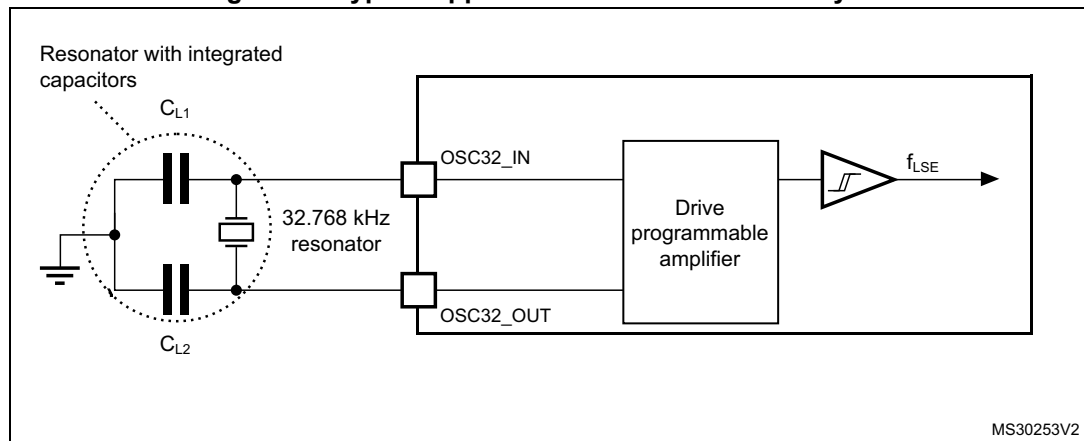 Resonator with integrated
capacitors
CL1
OSC32_IN
fLSE
32.768 kHz
resonator
Drive
programmable
amplifier
OSC32_OUT
CL2
MS30253V2